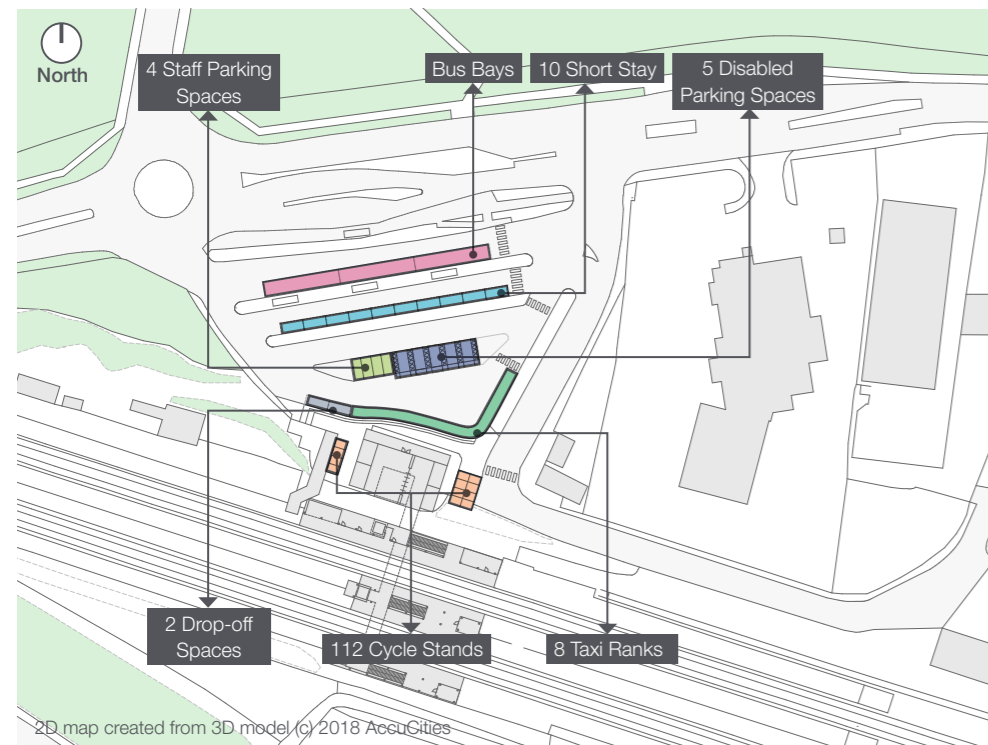 North
4 Staff Parking
Spaces
Bus Bays
10 Short Stay
5 Disabled
Parking Spaces
2 Drop-off
Spaces
112 Cycle Stands
8 Taxi Ranks
2D map created from 3D model (c) 2018 AccuCities